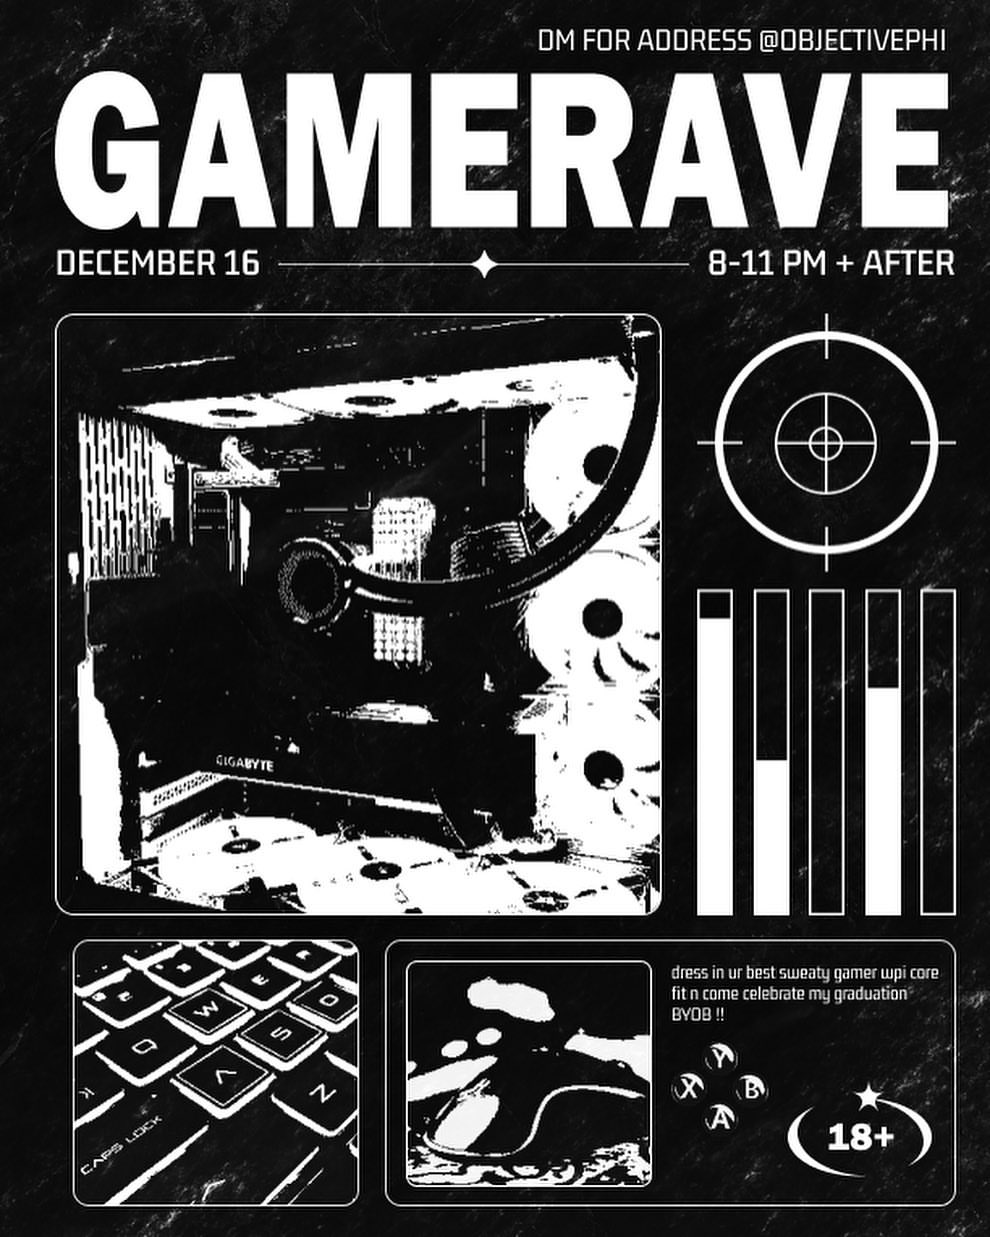 DM FOR ADDRESS @OBJECTIVEPHI
GAMERAVE
DECEMBER 16
8-11 PM + AFTER
GIGABYTE
W
E
Q
S
Z
CAPS LOCK
dress in ur best sweaty gamer wpi core
fit n come celebrate my graduation
BYOB !!
Y
X B
A
18+